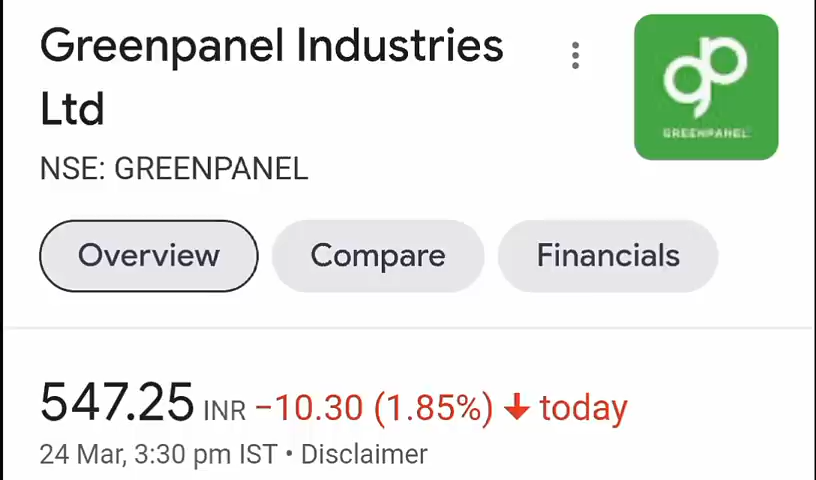 Greenpanel Industries
Ltd
GREENPANEL
NSE: GREENPANEL
Overview Compare Financials
547.25 INR −10.30 (1.85%) ↓ today
24 Mar, 3:30 pm IST • Disclaimer